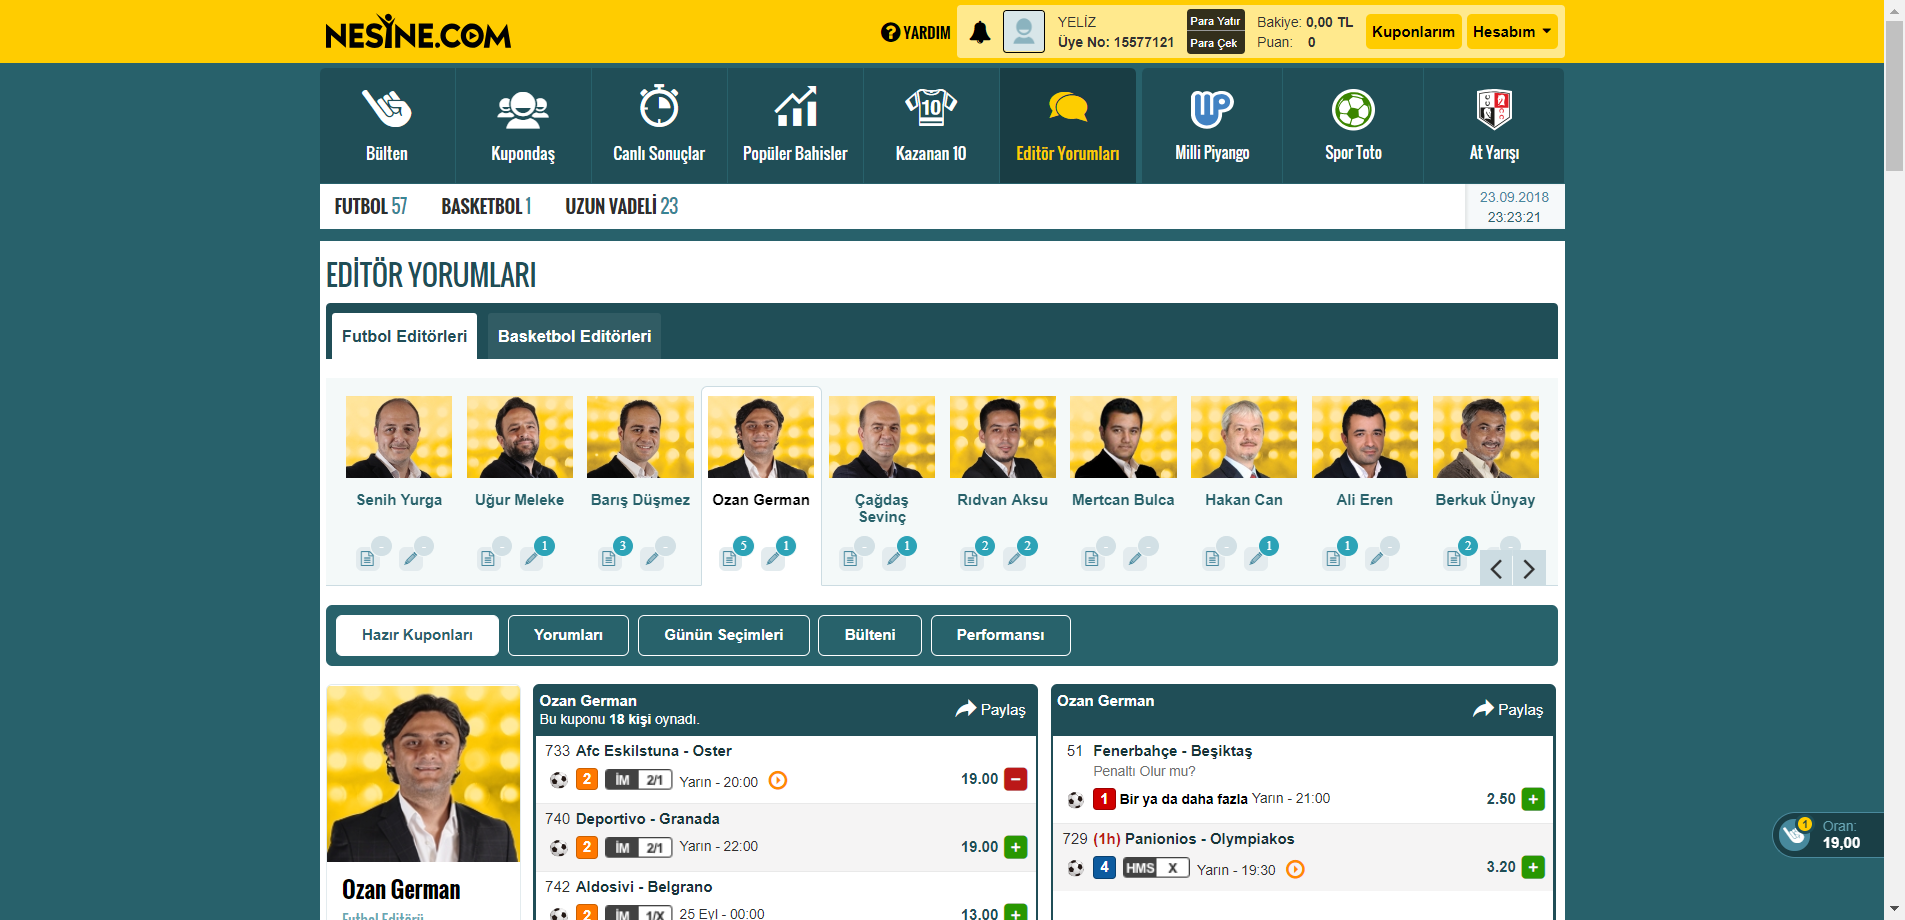 NESİNE.COM
YARDIM
YELİZ
Üye No: 15577121
Para Yatır
Para Çek
Bakiye: 0,00 TL
Puan: 0
Kuponlarım
Hesabım
Bülten
Kupondaş
Canlı Sonuçlar
Popüler Bahisler
10
Kazanan 10
Editör Yorumları
Milli Piyango
Spor Toto
At Yarışı
FUTBOL 57
BASKETBOL 1
UZUN VADELİ 23
23.09.2018
23:23:21
EDİTÖR YORUMLARI
Futbol Editörleri
Basketbol Editörleri
Senih Yurga
Uğur Meleke
Barış Düşmez
Ozan German
Çağdaş
Sevinç
Rıdvan Aksu
Mertcan Bulca
Hakan Can
Ali Eren
Berkuk Ünyay
- -
- 1
3 -
5 1
- 1
2 2
- -
- 1
1 -
2 -
Hazır Kuponları
Yorumları
Günün Seçimleri
Bülteni
Performansı
Ozan German
Futbol Editörü
Ozan German
Bu kuponu 18 kişi oynadı.
Paylaş
733 Afc Eskilstuna - Oster
2 İM 2/1 Yarın - 20:00 19.00
740 Deportivo - Granada
2 İM 2/1 Yarın - 22:00 19.00
742 Aldosivi - Belgrano
2 İM 1/X 25 Eyl - 00:00 13.00
Ozan German
Paylaş
51 Fenerbahçe - Beşiktaş
Penaltı Olur mu?
1 Bir ya da daha fazla Yarın - 21:00 2.50
729 (1h) Panionios - Olympiakos
4 HMS X Yarın - 19:30 3.20
1
Oran:
19,00